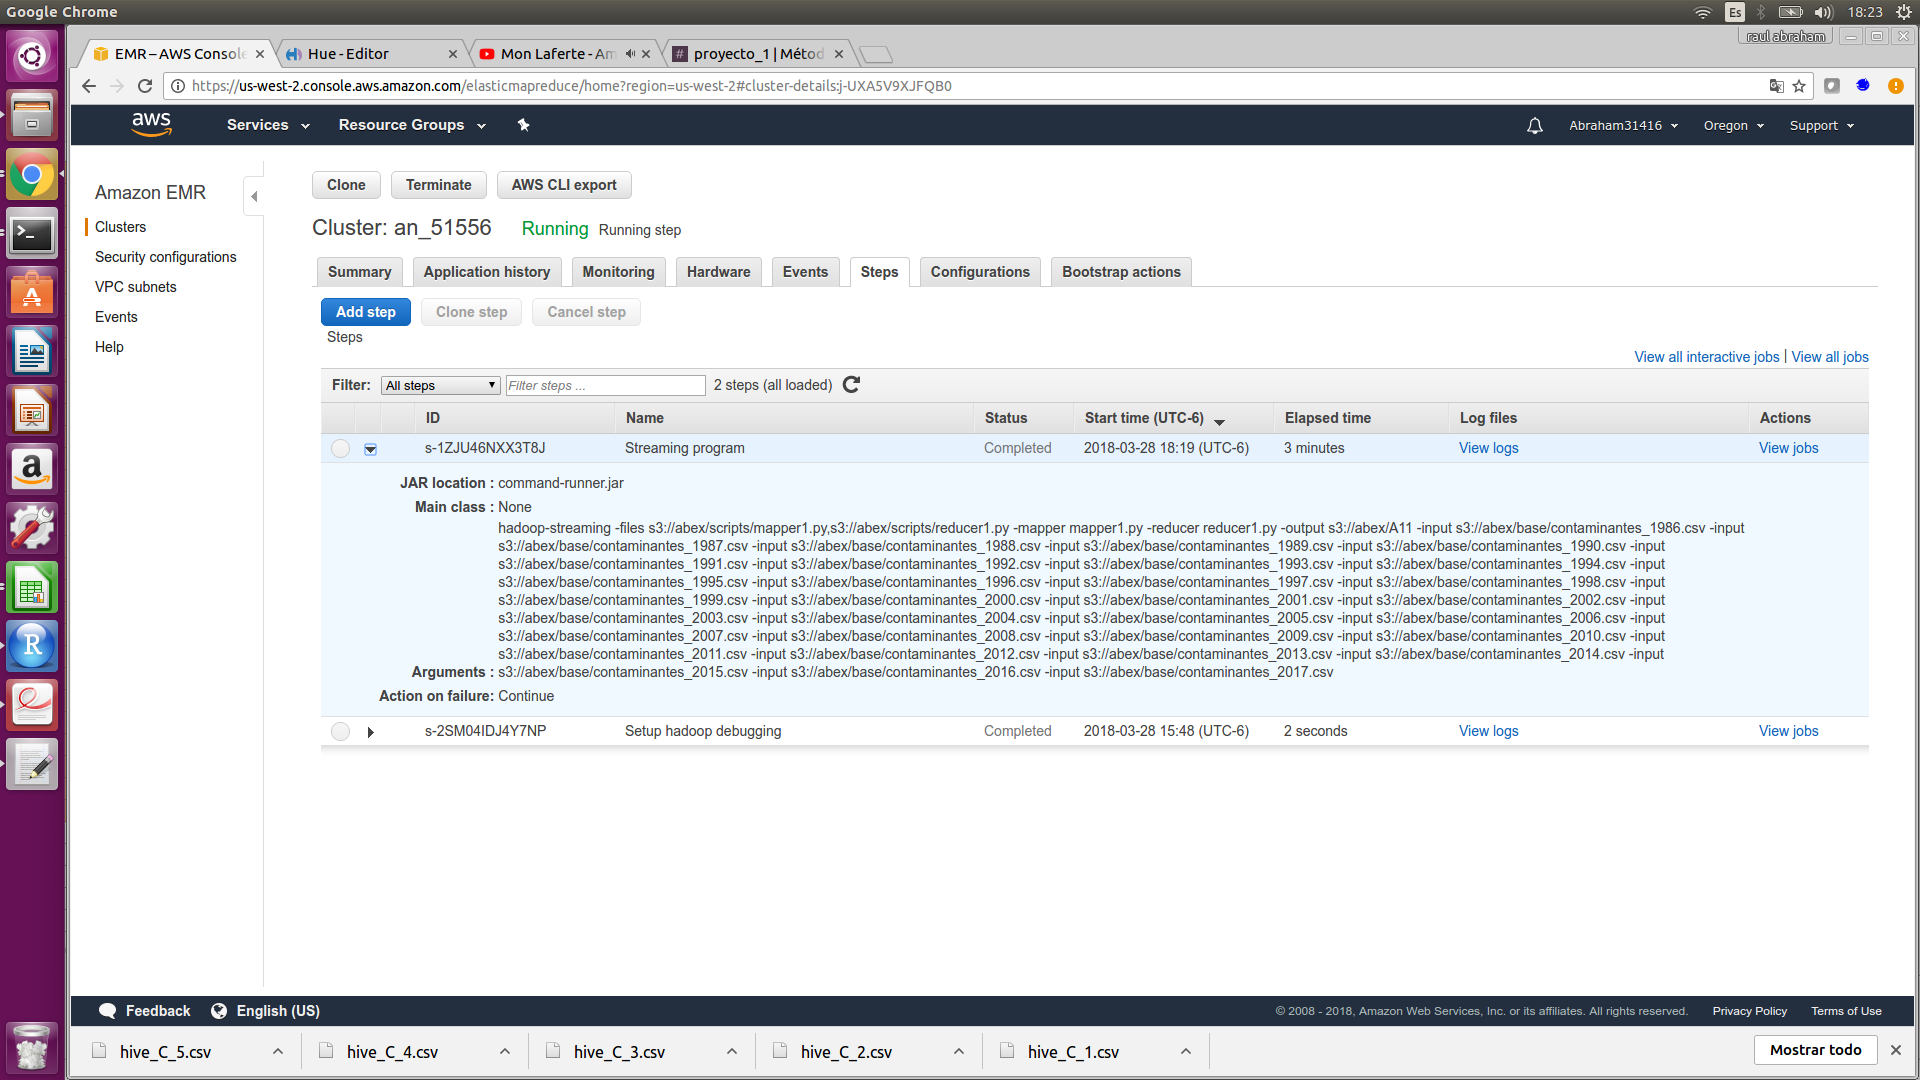 Google Chrome
Es
18:23
raul abraham
EMR – AWS Console
Hue - Editor
Mon Laferte - Am
proyecto_1 | Métod
https://us-west-2.console.aws.amazon.com/elasticmapreduce/home?region=us-west-2#cluster-details:j-UXA5V9XJFQB0
aws
Services
Resource Groups
Abraham31416
Oregon
Support
Amazon EMR
Clusters
Security configurations
VPC subnets
Events
Help
Clone
Terminate
AWS CLI export
Cluster: an_51556
Running
Running step
Summary
Application history
Monitoring
Hardware
Events
Steps
Configurations
Bootstrap actions
Add step
Clone step
Cancel step
Steps
View all interactive jobs | View all jobs
Filter:
All steps
Filter steps ...
2 steps (all loaded)
ID
Name
Status
Start time (UTC-6)
Elapsed time
Log files
Actions
s-1ZJU46NXX3T8J
Streaming program
Completed
2018-03-28 18:19 (UTC-6)
3 minutes
View logs
View jobs
JAR location : command-runner.jar
Main class : None
hadoop-streaming -files s3://abex/scripts/mapper1.py,s3://abex/scripts/reducer1.py -mapper mapper1.py -reducer reducer1.py -output s3://abex/A11 -input s3://abex/base/contaminantes_1986.csv -input
s3://abex/base/contaminantes_1987.csv -input s3://abex/base/contaminantes_1988.csv -input s3://abex/base/contaminantes_1989.csv -input s3://abex/base/contaminantes_1990.csv -input
s3://abex/base/contaminantes_1991.csv -input s3://abex/base/contaminantes_1992.csv -input s3://abex/base/contaminantes_1993.csv -input s3://abex/base/contaminantes_1994.csv -input
s3://abex/base/contaminantes_1995.csv -input s3://abex/base/contaminantes_1996.csv -input s3://abex/base/contaminantes_1997.csv -input s3://abex/base/contaminantes_1998.csv -input
s3://abex/base/contaminantes_1999.csv -input s3://abex/base/contaminantes_2000.csv -input s3://abex/base/contaminantes_2001.csv -input s3://abex/base/contaminantes_2002.csv -input
s3://abex/base/contaminantes_2003.csv -input s3://abex/base/contaminantes_2004.csv -input s3://abex/base/contaminantes_2005.csv -input s3://abex/base/contaminantes_2006.csv -input
s3://abex/base/contaminantes_2007.csv -input s3://abex/base/contaminantes_2008.csv -input s3://abex/base/contaminantes_2009.csv -input s3://abex/base/contaminantes_2010.csv -input
s3://abex/base/contaminantes_2011.csv -input s3://abex/base/contaminantes_2012.csv -input s3://abex/base/contaminantes_2013.csv -input s3://abex/base/contaminantes_2014.csv -input
Arguments : s3://abex/base/contaminantes_2015.csv -input s3://abex/base/contaminantes_2016.csv -input s3://abex/base/contaminantes_2017.csv
Action on failure: Continue
s-2SM04IDJ4Y7NP
Setup hadoop debugging
Completed
2018-03-28 15:48 (UTC-6)
2 seconds
View logs
View jobs
Feedback
English (US)
© 2008 - 2018, Amazon Web Services, Inc. or its affiliates. All rights reserved.
Privacy Policy
Terms of Use
hive_C_5.csv
hive_C_4.csv
hive_C_3.csv
hive_C_2.csv
hive_C_1.csv
Mostrar todo